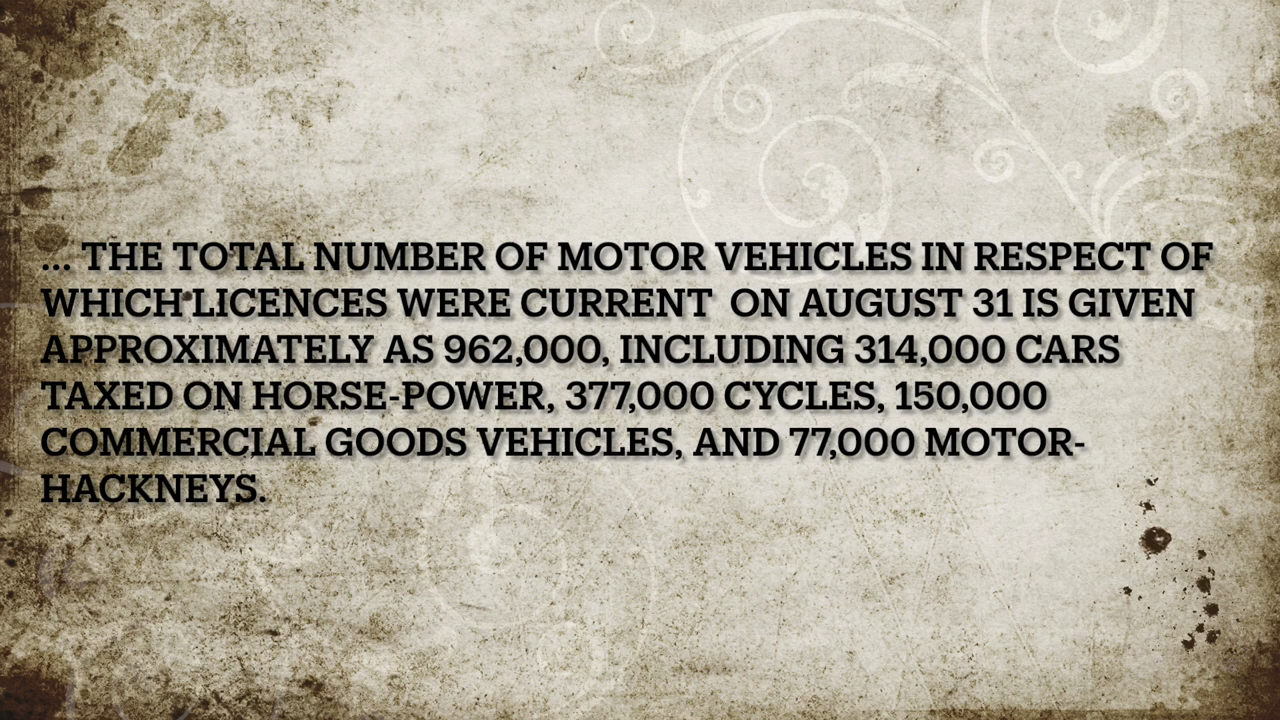 ... THE TOTAL NUMBER OF MOTOR VEHICLES IN RESPECT OF
WHICH LICENCES WERE CURRENT  ON AUGUST 31 IS GIVEN
APPROXIMATELY AS 962,000, INCLUDING 314,000 CARS
TAXED ON HORSE-POWER, 377,000 CYCLES, 150,000
COMMERCIAL GOODS VEHICLES, AND 77,000 MOTOR-
HACKNEYS.